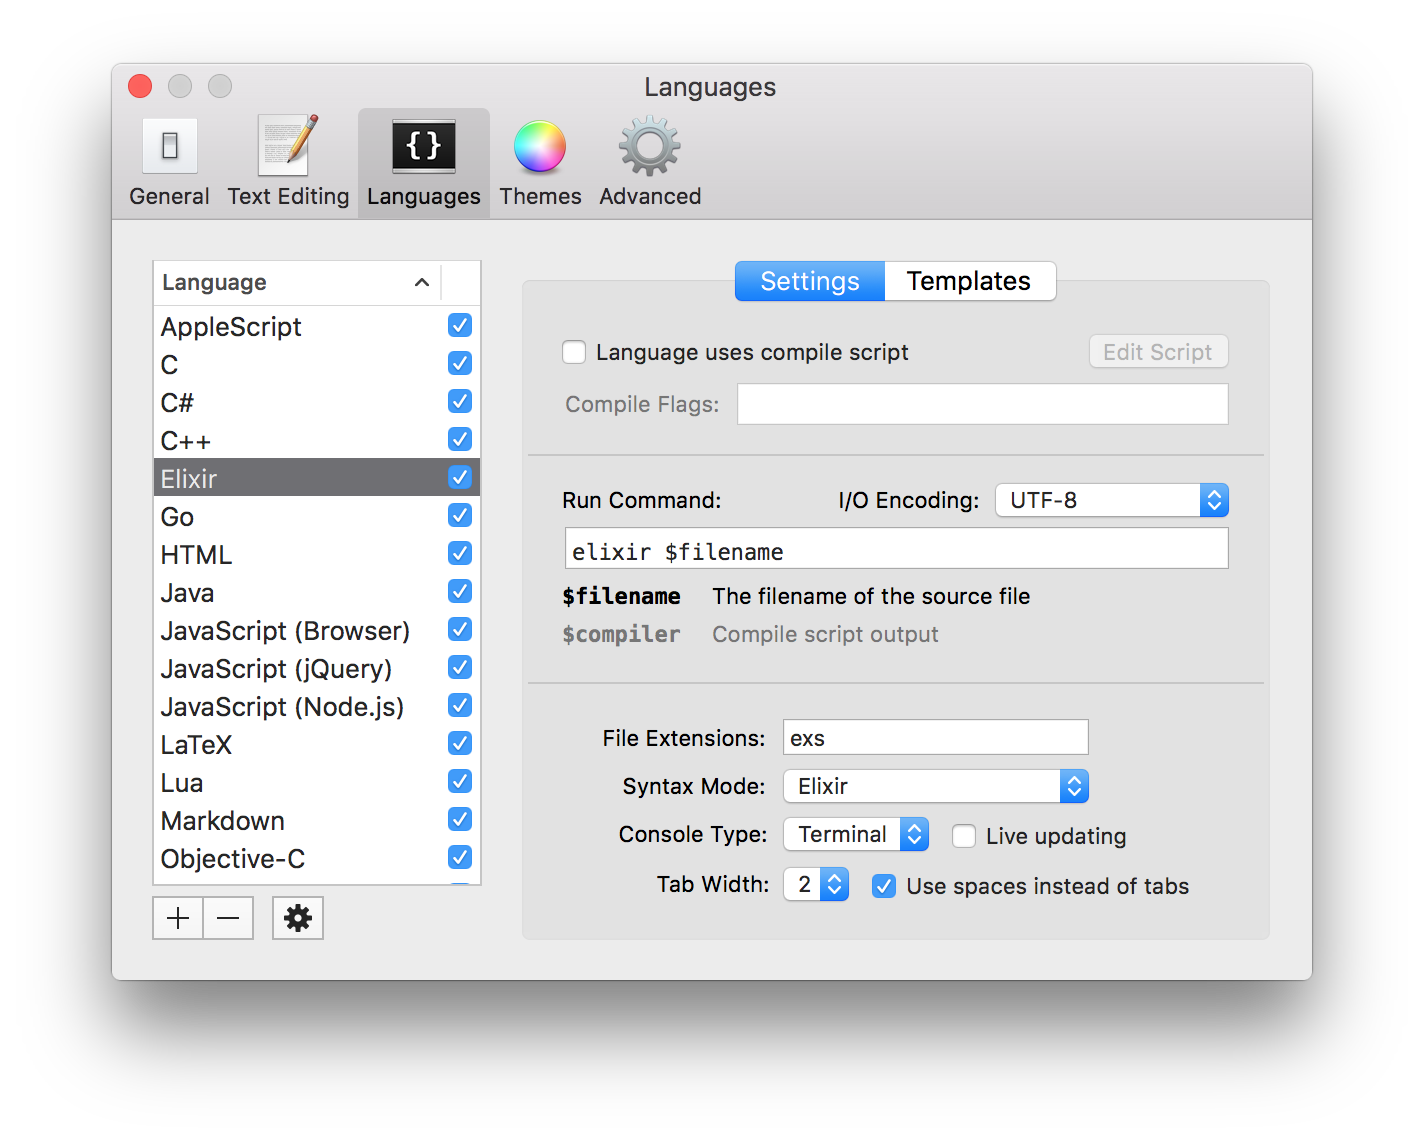 Languages
General
Text Editing
{}
Languages
Themes
Advanced
Language
AppleScript
C
C#
C++
Elixir
Go
HTML
Java
JavaScript (Browser)
JavaScript (jQuery)
JavaScript (Node.js)
LaTeX
Lua
Markdown
Objective-C
Settings
Templates
Language uses compile script
Edit Script
Compile Flags:
Run Command:
I/O Encoding:
UTF-8
elixir $filename
$filename The filename of the source file
$compiler Compile script output
File Extensions: exs
Syntax Mode: Elixir
Console Type: Terminal
Live updating
Tab Width: 2
Use spaces instead of tabs